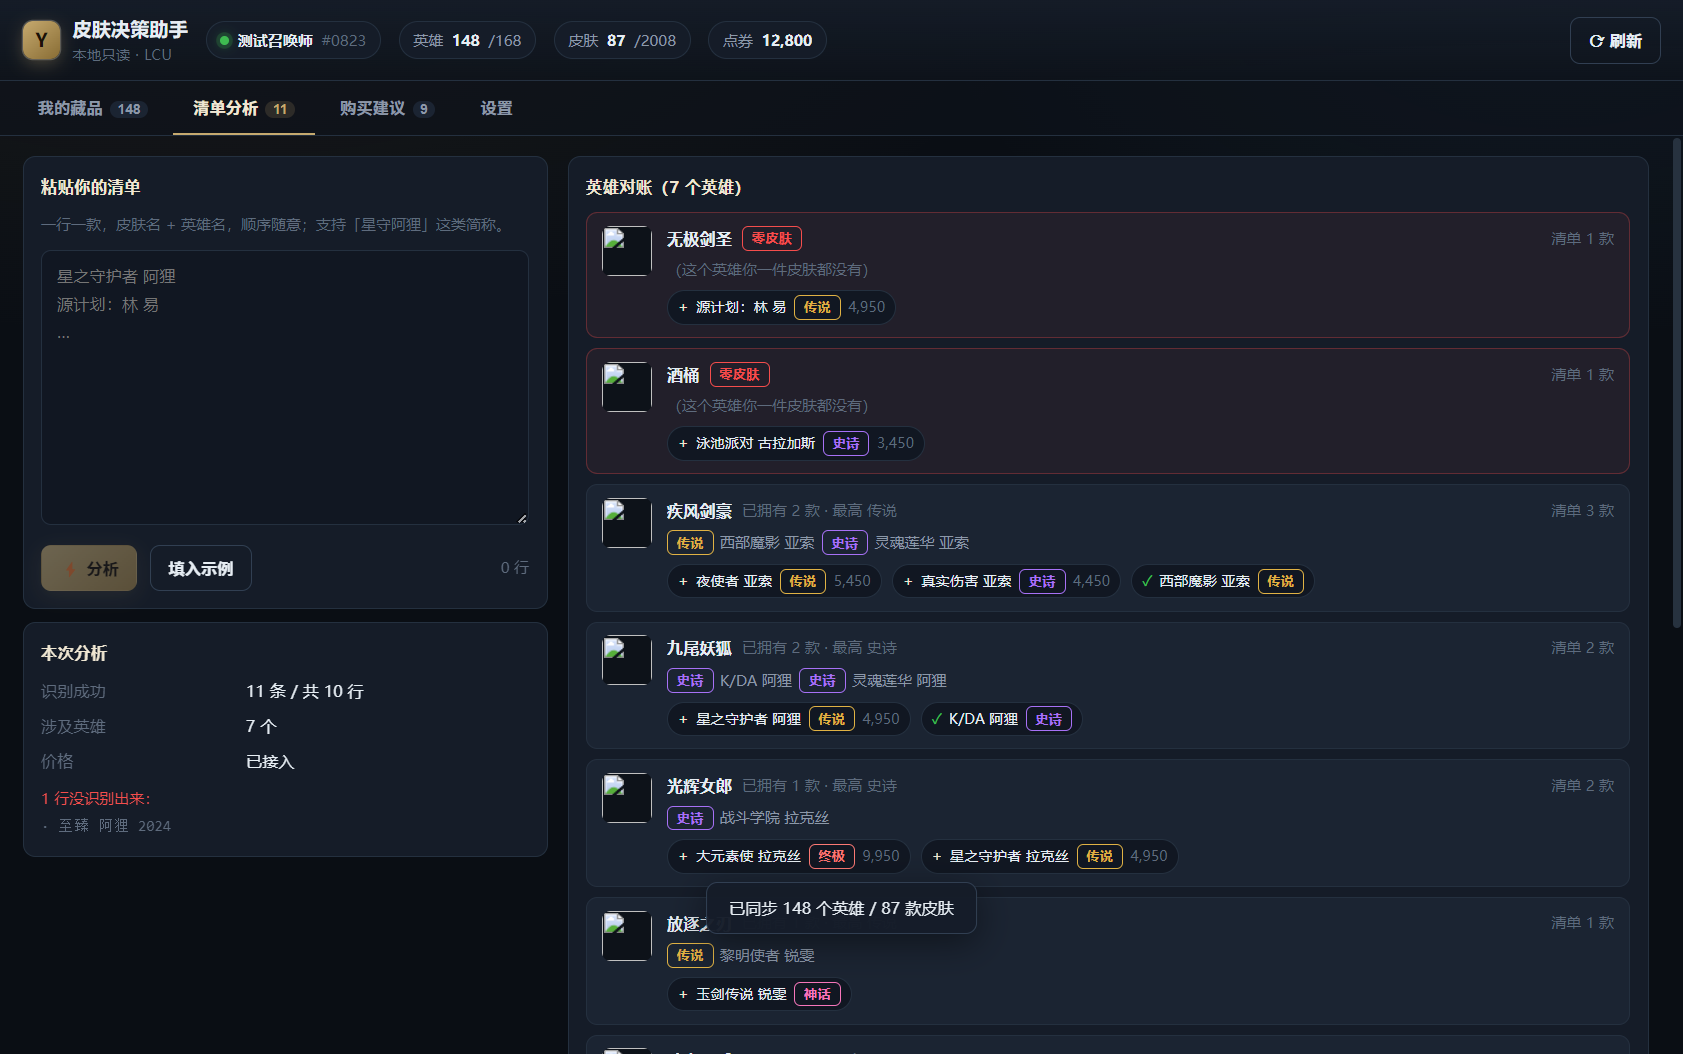 Y
皮肤决策助手
本地只读 · LCU
测试召唤师 #0823
英雄 148 /168
皮肤 87 /2008
点券 12,800
⟳ 刷新
我的藏品 148
清单分析 11
购买建议 9
设置
粘贴你的清单
一行一款，皮肤名 + 英雄名，顺序随意；支持「星守阿狸」这类简称。
星之守护者 阿狸
源计划：林 易
...
分析
填入示例
0 行
本次分析
识别成功 11 条 / 共 10 行
涉及英雄 7 个
价格 已接入
1 行没识别出来：
· 至臻 阿狸 2024
英雄对账（7 个英雄）
无极剑圣 零皮肤 清单 1 款
（这个英雄你一件皮肤都没有）
+ 源计划：林 易 传说 4,950
酒桶 零皮肤 清单 1 款
（这个英雄你一件皮肤都没有）
+ 泳池派对 古拉加斯 史诗 3,450
疾风剑豪 已拥有 2 款 · 最高 传说 清单 3 款
传说 西部魔影 亚索 史诗 灵魂莲华 亚索
+ 夜使者 亚索 传说 5,450 + 真实伤害 亚索 史诗 4,450 ✓ 西部魔影 亚索 传说
九尾妖狐 已拥有 2 款 · 最高 史诗 清单 2 款
史诗 K/DA 阿狸 史诗 灵魂莲华 阿狸
+ 星之守护者 阿狸 传说 4,950 ✓ K/DA 阿狸 史诗
光辉女郎 已拥有 1 款 · 最高 史诗 清单 2 款
史诗 战斗学院 拉克丝
+ 大元素使 拉克丝 终极 9,950 + 星之守护者 拉克丝 传说 4,950
已同步 148 个英雄 / 87 款皮肤
放逐之 清单 1 款
传说 黎明使者 锐雯
+ 玉剑传说 锐雯 神话